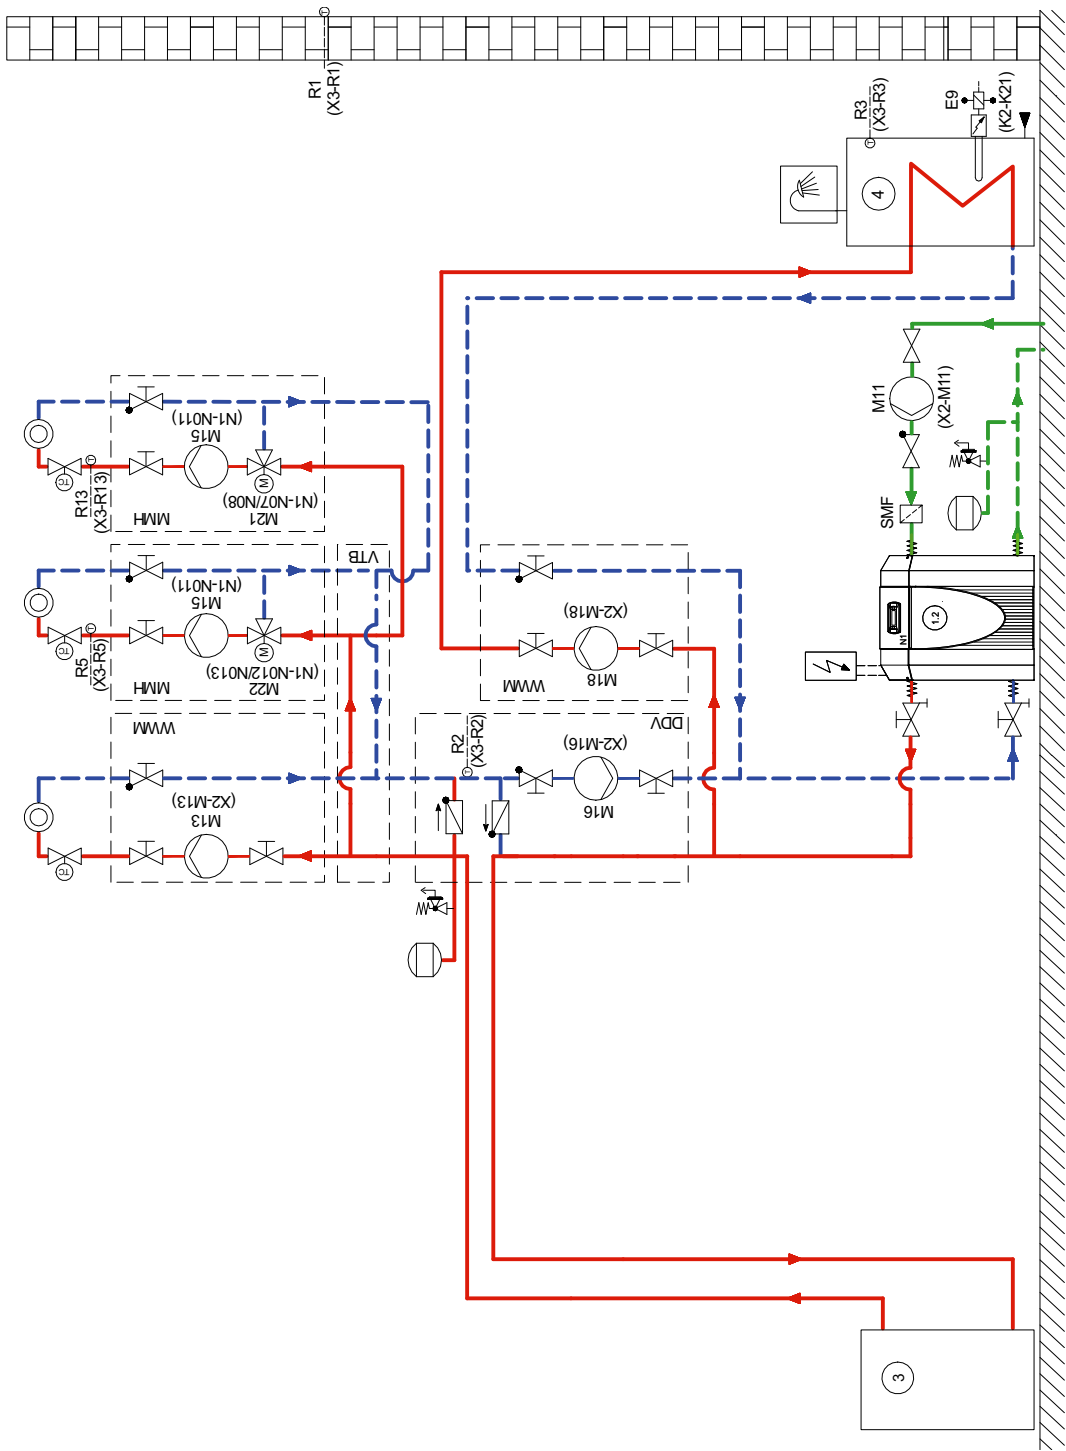 R1
(X3-R1)
R3
(X3-R3)
E9
(K2-K21)
4
T
T
TC
T
R13
(X3-R13)
M15
(N1-N011)
M
M21
(N1-N07/N08)
MMH
M11
(X2-M11)
SMF
TC
T
R5
(X3-R5)
M15
(N1-N011)
M
M22
(N1-N012/N013)
MMH
VTB
M18
(X2-M18)
WWM
N1
1.2
WWM
TC
M13
(X2-M13)
T
R2
(X3-R2)
M16
(X2-M16)
DDV
3